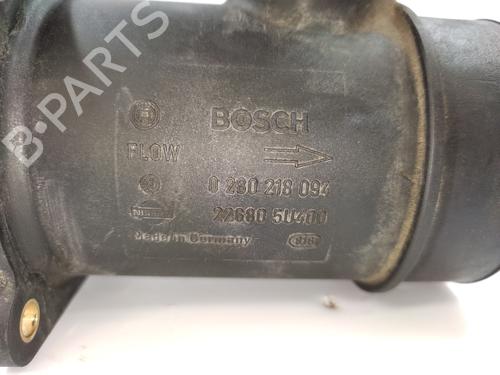 BOSCH
FLOW
0 280 218 094
22680 5U400
Made in Germany
B-PARTS